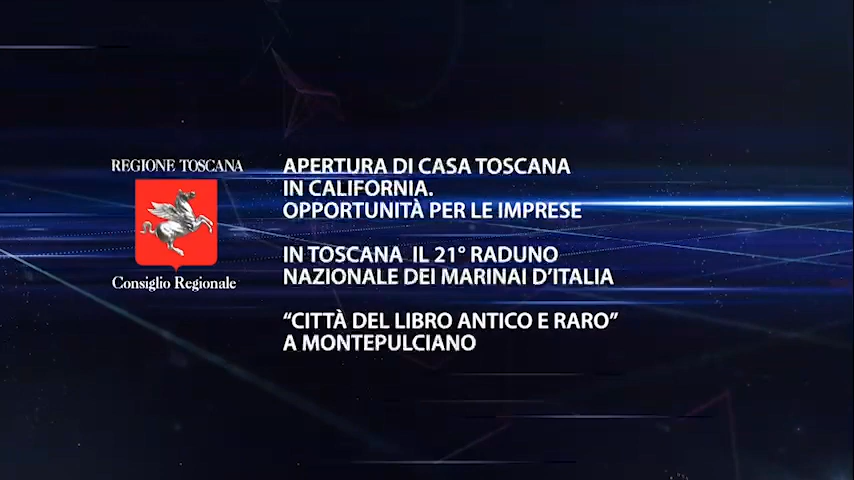 REGIONE TOSCANA
Consiglio Regionale
APERTURA DI CASA TOSCANA
IN CALIFORNIA.
OPPORTUNITÀ PER LE IMPRESE
IN TOSCANA IL 21° RADUNO
NAZIONALE DEI MARINAI D'ITALIA
“CITTÀ DEL LIBRO ANTICO E RARO”
A MONTEPULCIANO